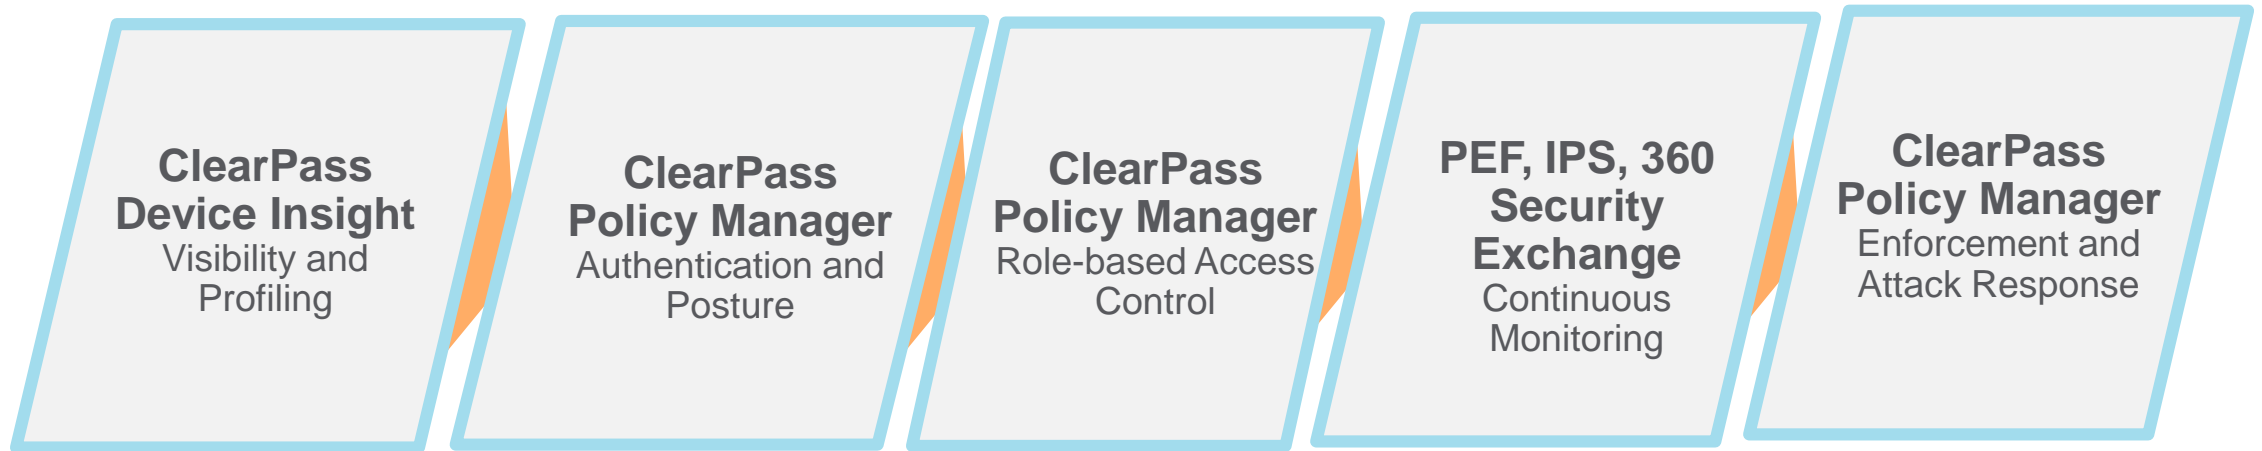 ClearPass
Device Insight
Visibility and
Profiling
ClearPass
Policy Manager
Authentication and
Posture
ClearPass
Policy Manager
Role-based Access
Control
PEF, IPS, 360
Security
Exchange
Continuous
Monitoring
ClearPass
Policy Manager
Enforcement and
Attack Response